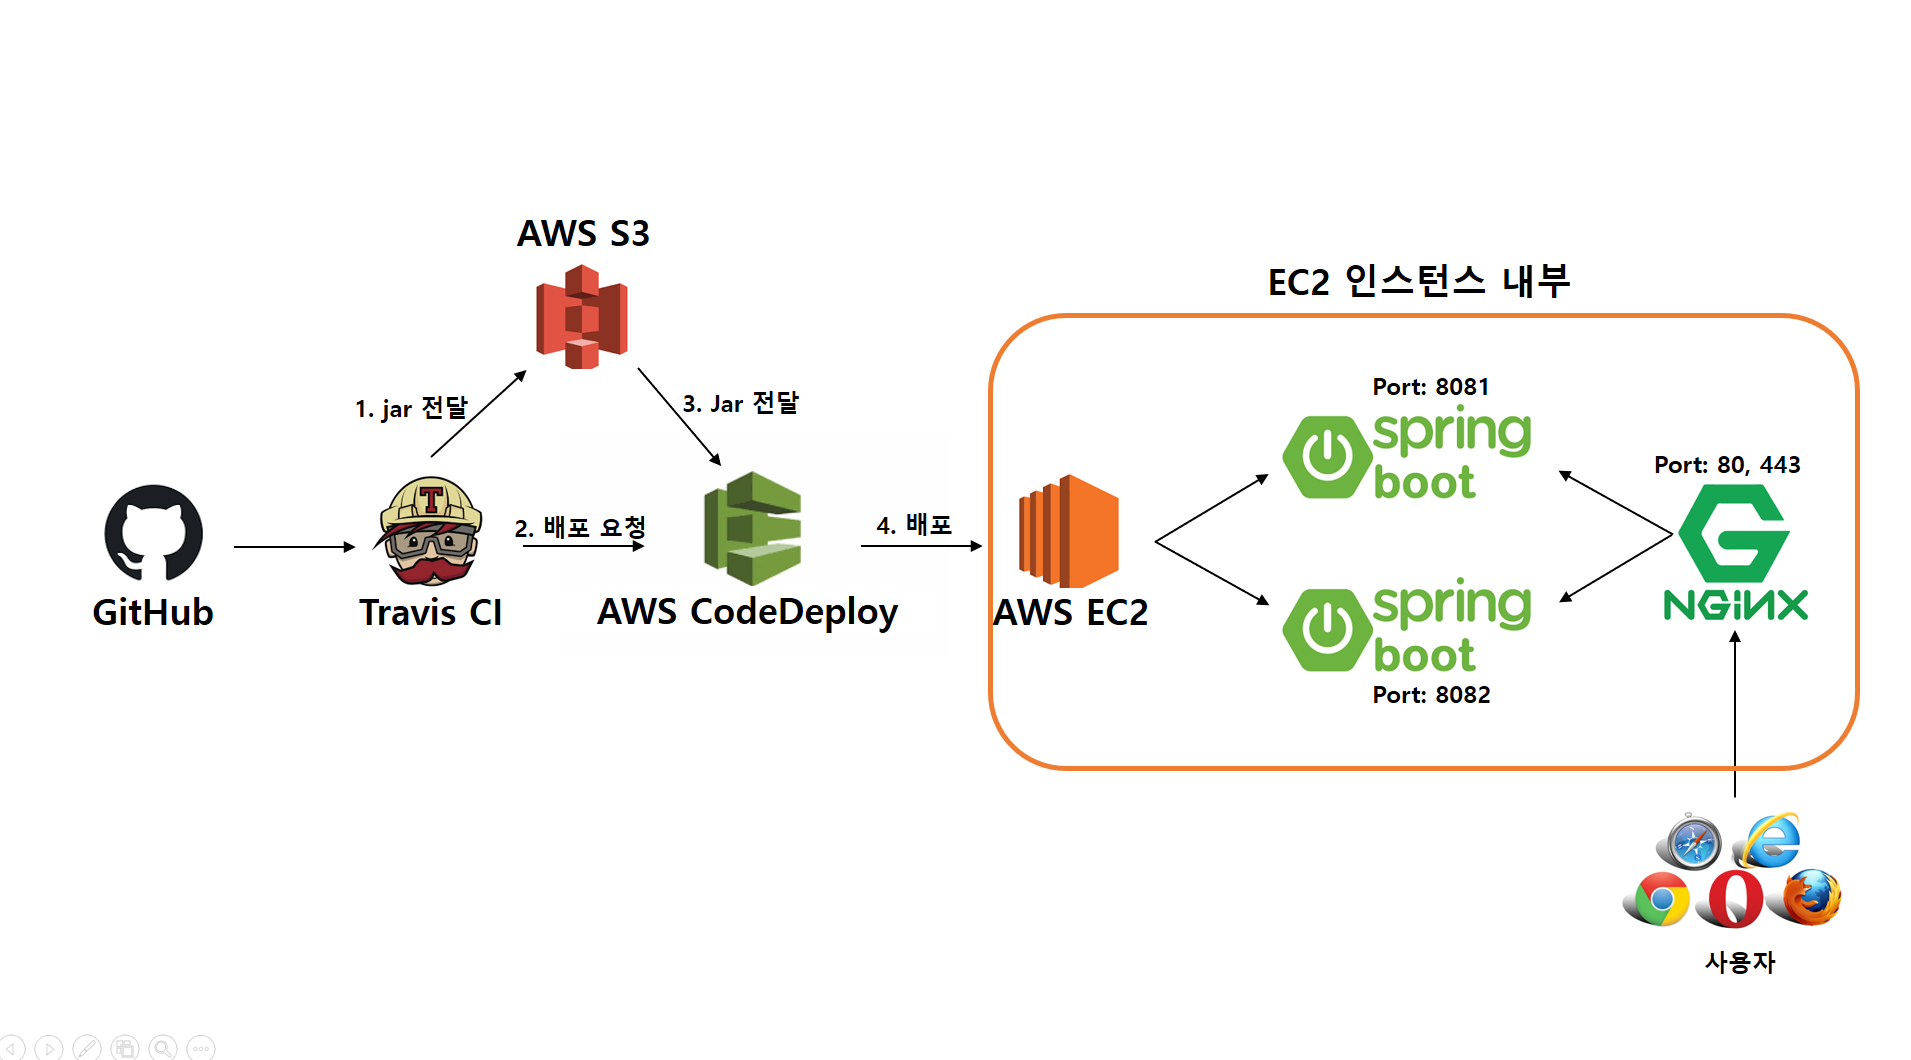 AWS S3
EC2 인스턴스 내부
1. jar 전달
3. Jar 전달
Port: 8081
spring
boot
Port: 80, 443
T
2. 배포 요청
4. 배포
GitHub
Travis CI
AWS CodeDeploy
AWS EC2
NGINX
spring
boot
Port: 8082
사용자